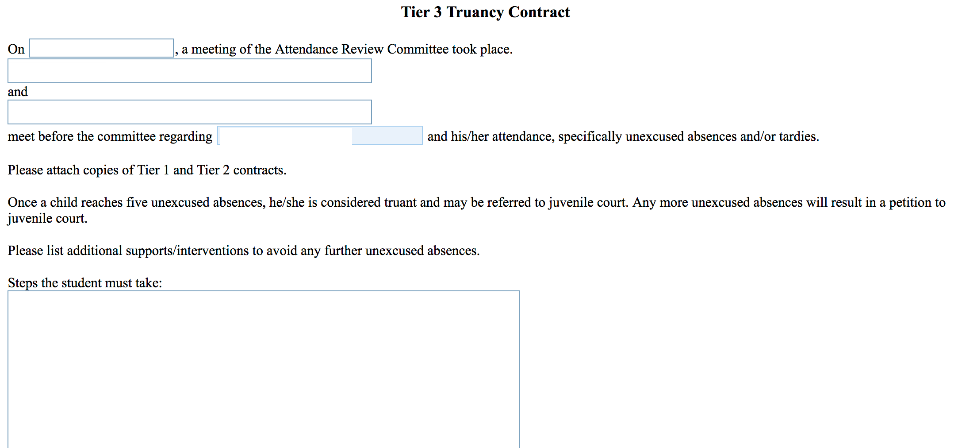 Tier 3 Truancy Contract
On , a meeting of the Attendance Review Committee took place.
and
meet before the committee regarding and his/her attendance, specifically unexcused absences and/or tardies.
Please attach copies of Tier 1 and Tier 2 contracts.
Once a child reaches five unexcused absences, he/she is considered truant and may be referred to juvenile court. Any more unexcused absences will result in a petition to
juvenile court.
Please list additional supports/interventions to avoid any further unexcused absences.
Steps the student must take: